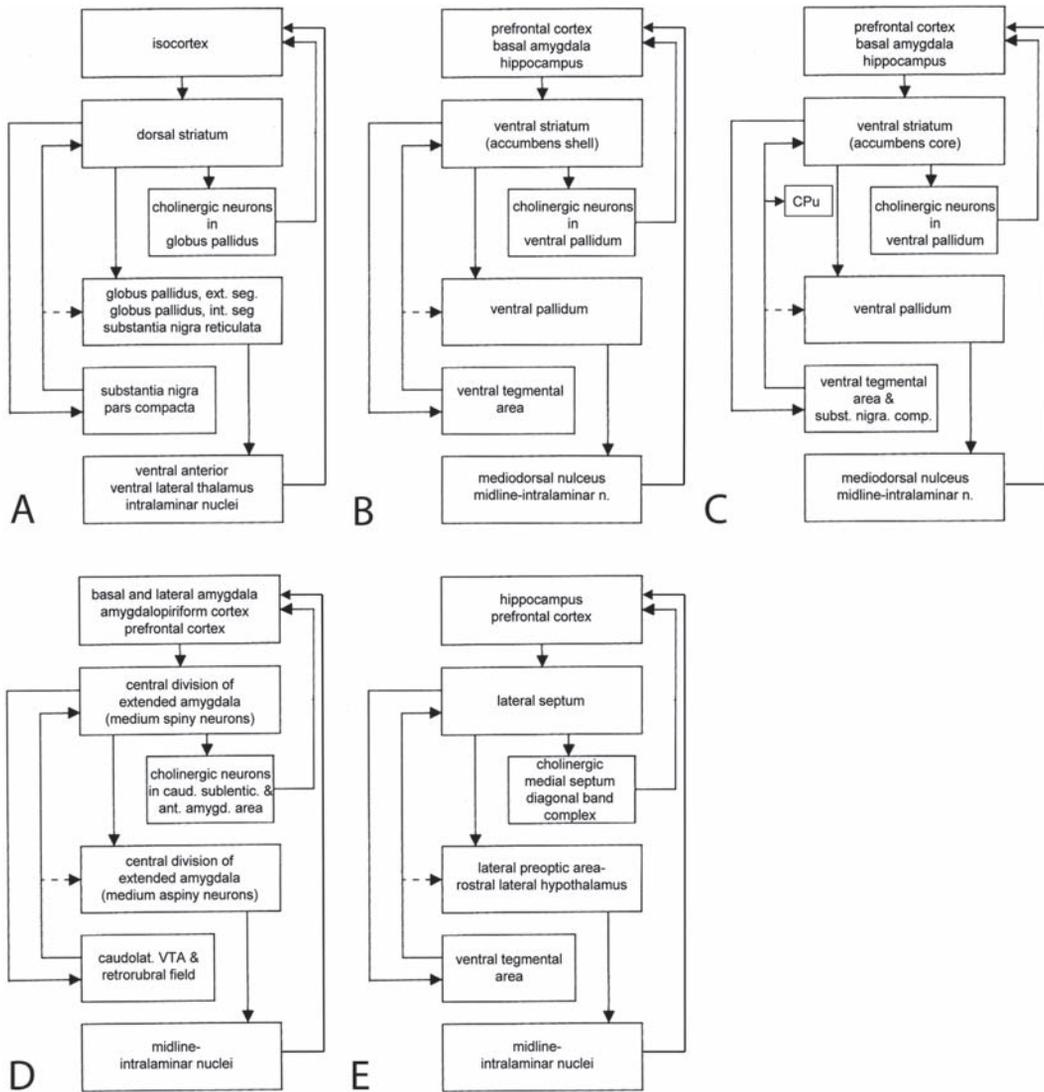 isocortex
dorsal striatum
cholinergic neurons
in
globus pallidus
globus pallidus, ext. seg.
globus pallidus, int. seg
substantia nigra reticulata
substantia nigra
pars compacta
ventral anterior
ventral lateral thalamus
intralaminar nuclei
A
prefrontal cortex
basal amygdala
hippocampus
ventral striatum
(accumbens shell)
cholinergic neurons
in
ventral pallidum
ventral pallidum
ventral tegmental
area
mediodorsal nulceus
midline-intralaminar n.
B
prefrontal cortex
basal amygdala
hippocampus
ventral striatum
(accumbens core)
CPu
cholinergic neurons
in
ventral pallidum
ventral pallidum
ventral tegmental
area &
subst. nigra. comp.
mediodorsal nulceus
midline-intralaminar n.
C
basal and lateral amygdala
amygdalopiriform cortex
prefrontal cortex
central division of
extended amygdala
(medium spiny neurons)
cholinergic neurons
in caud. sublentic. &
ant. amygd. area
central division of
extended amygdala
(medium aspiny neurons)
caudolat. VTA &
retrorubral field
midline-
intralaminar nuclei
D
hippocampus
prefrontal cortex
lateral septum
cholinergic
medial septum
diagonal band
complex
lateral preoptic area-
rostral lateral hypothalamus
ventral tegmental
area
midline-
intralaminar nuclei
E